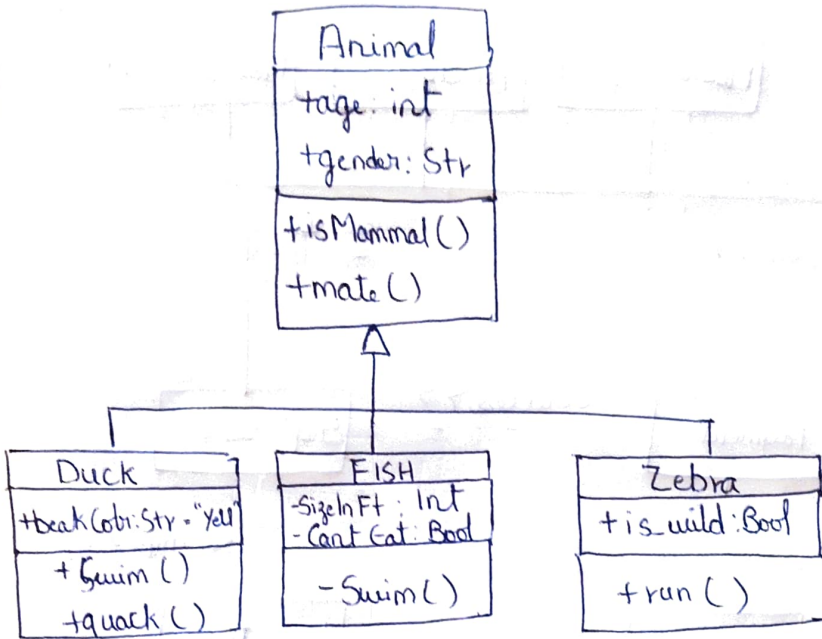 Animal
+age: int
+gender: Str
+isMammal()
+mate()
Duck
+beakColor:Str="Yell"
+Swim()
+quack()
FISH
-SizeInFt: Int
-CantEat: Bool
-Swim()
Zebra
+is_wild:Bool
+run()